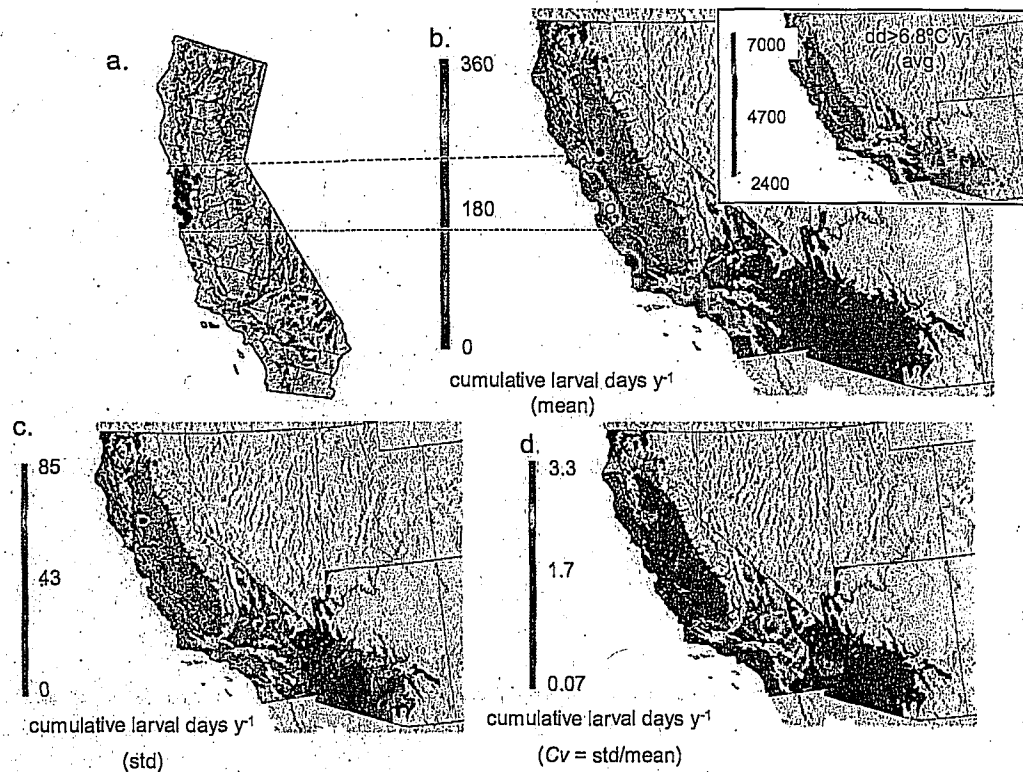 a.
b.
360
180
0
cumulative larval days y-1
(mean)
7000
4700
2400
dd>6.8°C y-1
(avg.)
c.
85
43
0
cumulative larval days y-1
(std)
d.
3.3
1.7
0.07
cumulative larval days y-1
(Cv = std/mean)